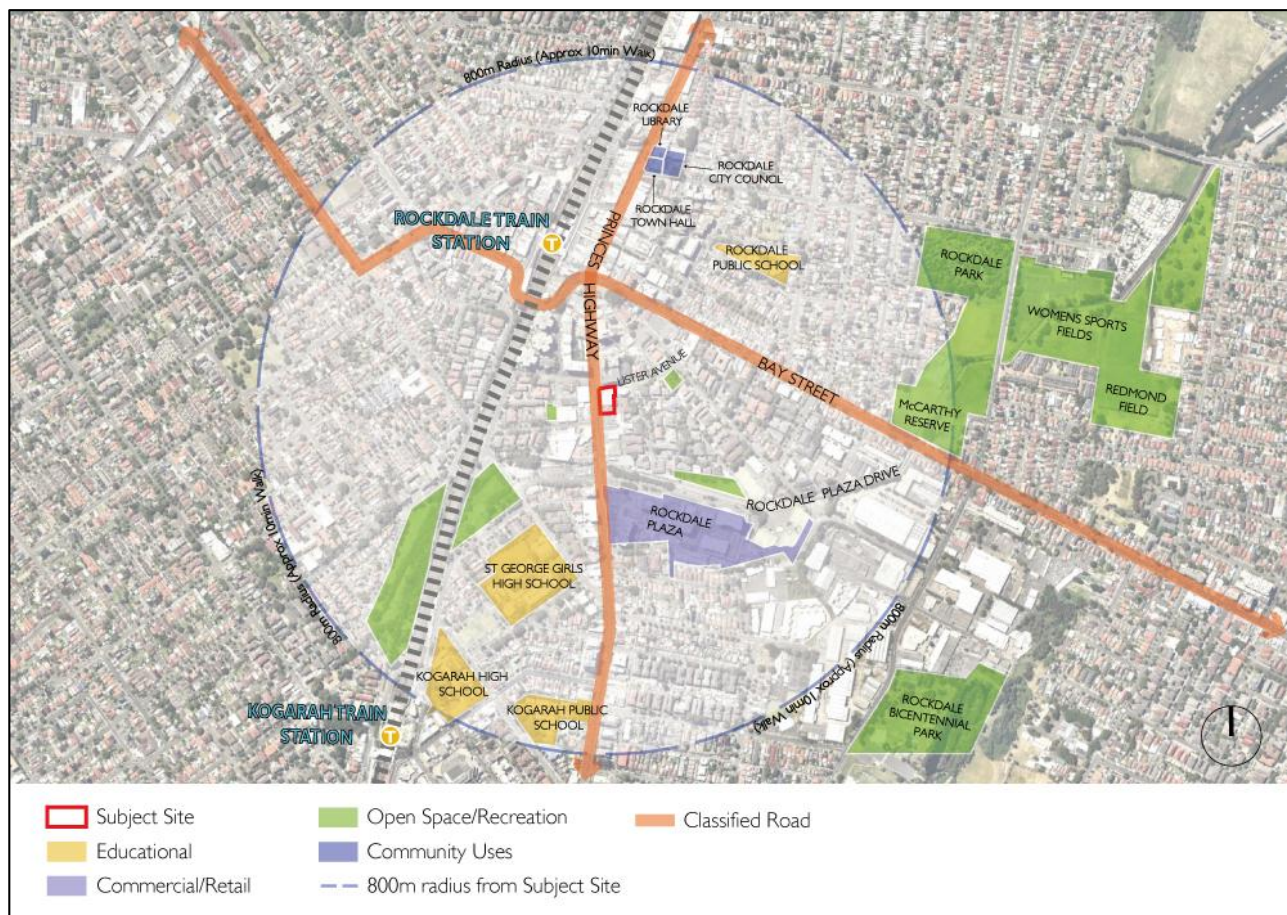 800m Radius (Approx 10min Walk)
ROCKDALE
LIBRARY
ROCKDALE
CITY COUNCIL
ROCKDALE
TOWN HALL
ROCKDALE TRAIN
STATION
T
PRINCES HIGHWAY
ROCKDALE
PUBLIC SCHOOL
ROCKDALE
PARK
WOMENS SPORTS
FIELDS
LISTER AVENUE
BAY STREET
REDMOND
FIELD
McCARTHY
RESERVE
ROCKDALE PLAZA DRIVE
ROCKDALE
PLAZA
800m Radius (Approx 10min Walk)
ST GEORGE GIRLS
HIGH SCHOOL
800m Radius (Approx 10min Walk)
KOGARAH HIGH
SCHOOL
KOGARAH PUBLIC
SCHOOL
KOGARAH TRAIN
STATION
T
ROCKDALE
BICENTENNIAL
PARK
Subject Site
Open Space/Recreation
Classified Road
Educational
Community Uses
Commercial/Retail
800m radius from Subject Site